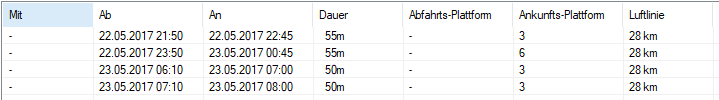 Mit Ab An Dauer Abfahrts-Plattform Ankunfts-Plattform Luftlinie
- 22.05.2017 21:50 22.05.2017 22:45 55m - 3 28 km
- 22.05.2017 23:50 23.05.2017 00:45 55m - 6 28 km
- 23.05.2017 06:10 23.05.2017 07:00 50m - 3 28 km
- 23.05.2017 07:10 23.05.2017 08:00 50m - 3 28 km